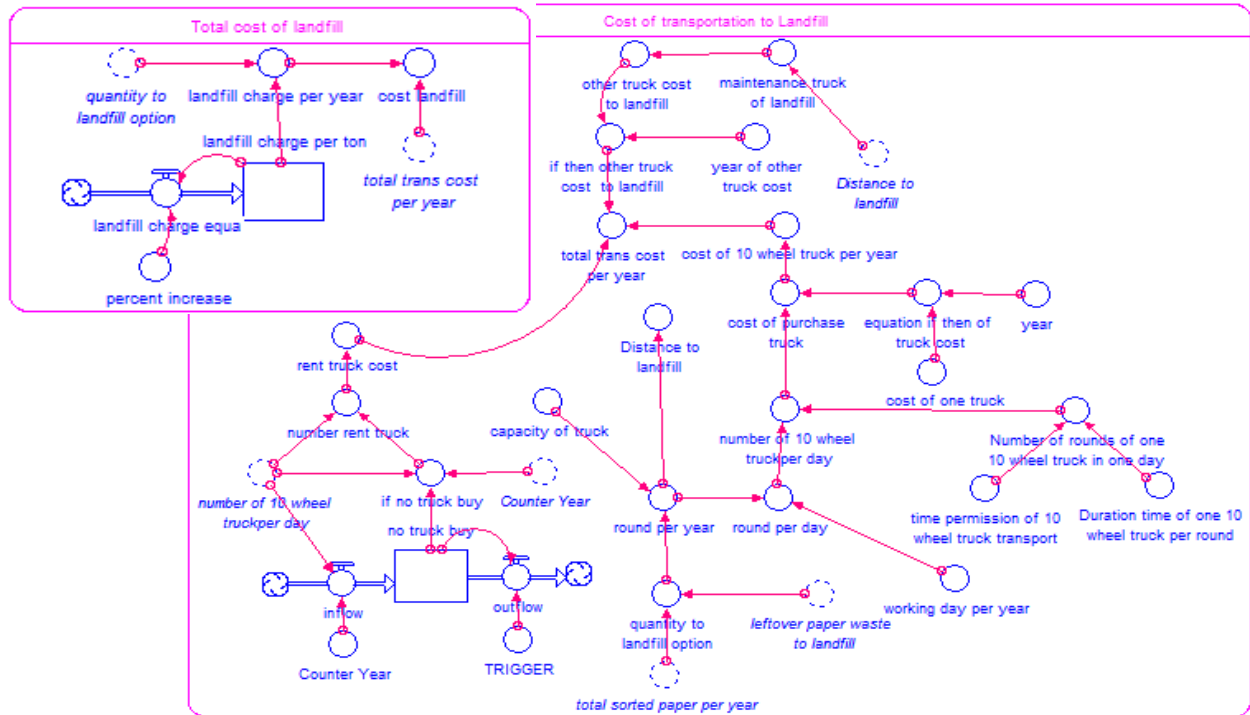 Total cost of landfill
quantity to
landfill option
landfill charge per year
cost landfill
landfill charge per ton
total trans cost
per year
landfill charge equa
percent increase
Cost of transportation to Landfill
other truck cost
to landfill
maintenance truck
of landfill
if then other truck
cost to landfill
year of other
truck cost
Distance to
landfill
total trans cost
per year
cost of 10 wheel truck per year
cost of purchase
truck
equation if then of
truck cost
year
cost of one truck
rent truck cost
Distance to
landfill
number rent truck
capacity of truck
number of 10 wheel
truckper day
Number of rounds of one
10 wheel truck in one day
number of 10 wheel
truckper day
if no truck buy
Counter Year
no truck buy
round per year
round per day
time permission of 10
wheel truck transport
Duration time of one 10
wheel truck per round
inflow
outflow
working day per year
quantity to
landfill option
leftover paper waste
to landfill
Counter Year
TRIGGER
total sorted paper per year